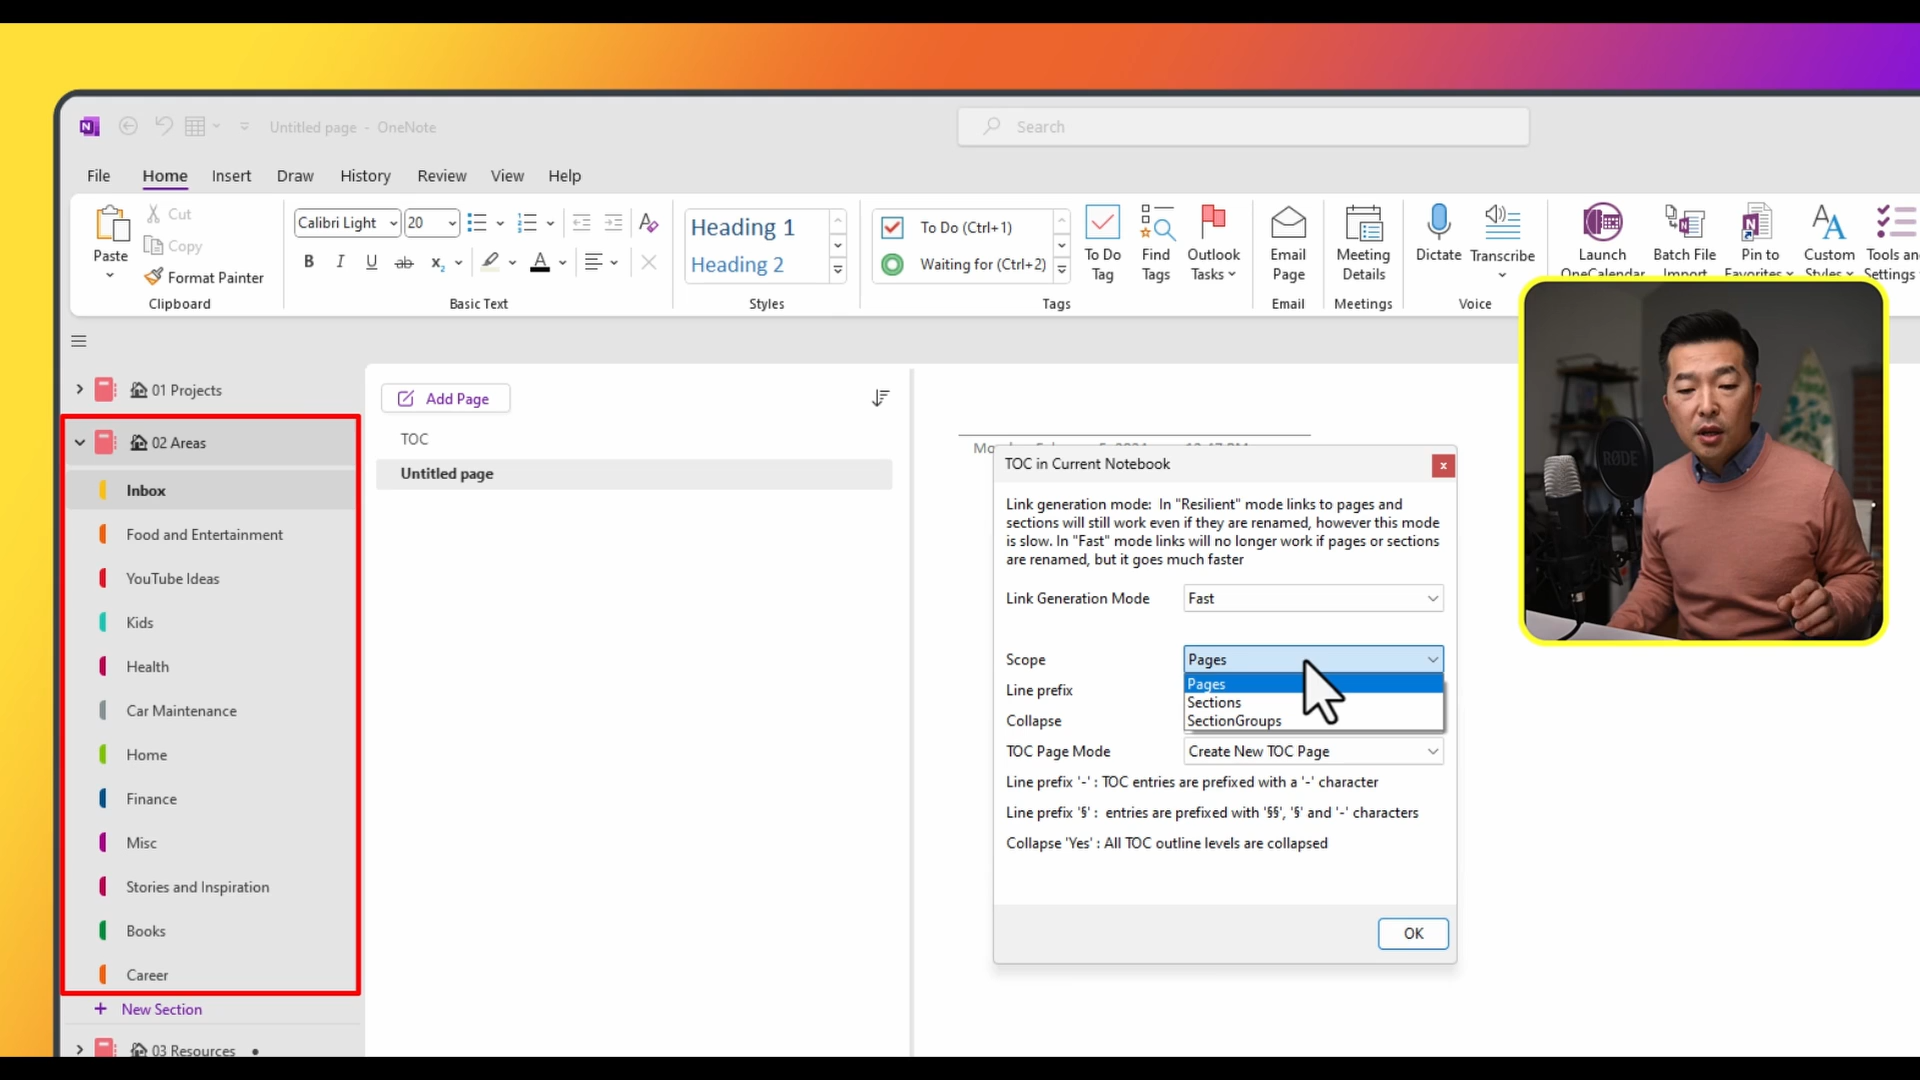 Untitled page - OneNote
Search
File Home Insert Draw History Review View Help
Paste
Cut
Copy
Format Painter
Clipboard
Calibri Light 20
B I U ab x₂ A
Basic Text
Heading 1
Heading 2
Styles
To Do (Ctrl+1)
Waiting for (Ctrl+2)
To Do
Tag
Find
Tags
Outlook
Tasks
Tags
Email
Page
Email
Meeting
Details
Meetings
Dictate
Transcribe
Voice
Launch
OneCalendar
Batch File
Import
Pin to
Favorites
Custom
Styles
Tools an
Settings
01 Projects
02 Areas
Inbox
Food and Entertainment
YouTube Ideas
Kids
Health
Car Maintenance
Home
Finance
Misc
Stories and Inspiration
Books
Career
+ New Section
03 Resources
Add Page
TOC
Untitled page
TOC in Current Notebook
Link generation mode: In "Resilient" mode links to pages and
sections will still work even if they are renamed, however this mode
is slow. In "Fast" mode links will no longer work if pages or sections
are renamed, but it goes much faster
Link Generation Mode Fast
Scope Pages
Pages
Sections
SectionGroups
Line prefix
Collapse
TOC Page Mode Create New TOC Page
Line prefix '-' : TOC entries are prefixed with a '-' character
Line prefix '§' : entries are prefixed with '§§', '§' and '-' characters
Collapse 'Yes' : All TOC outline levels are collapsed
OK
RØDE